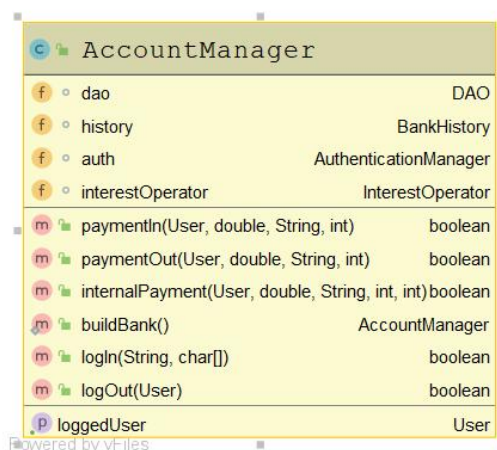 C AccountManager
f dao DAO
f history BankHistory
f auth AuthenticationManager
f interestOperator InterestOperator
m paymentIn(User, double, String, int) boolean
m paymentOut(User, double, String, int) boolean
m internalPayment(User, double, String, int, int) boolean
m buildBank() AccountManager
m logIn(String, char[]) boolean
m logOut(User) boolean
p loggedUser User
Powered by yFiles